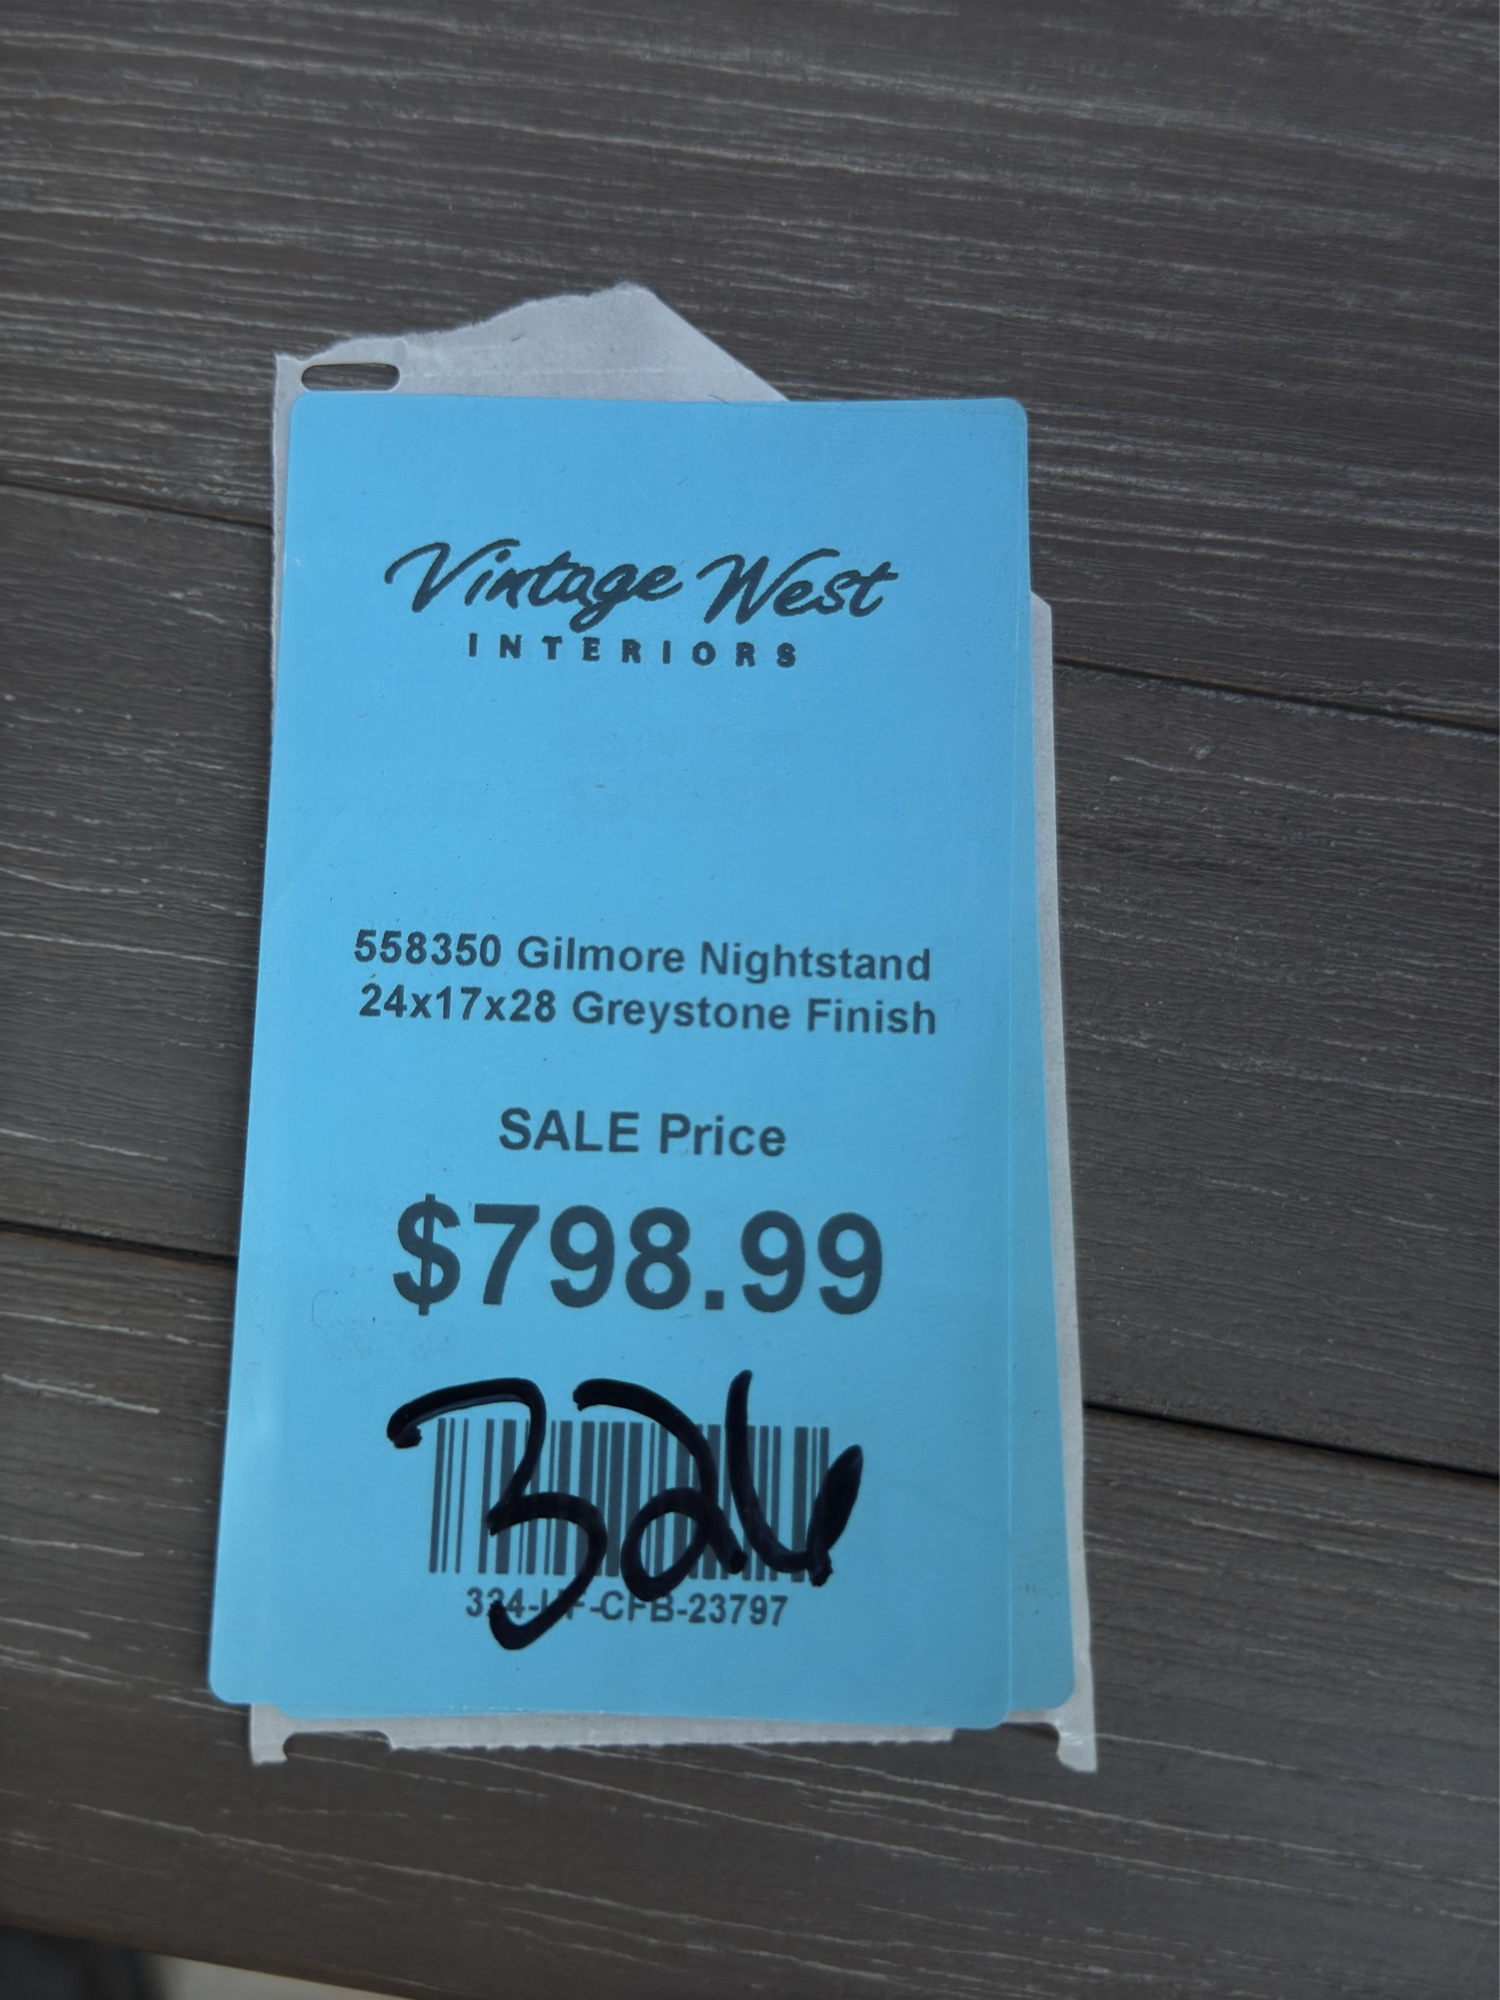 Vintage West
INTERIORS
558350 Gilmore Nightstand
24x17x28 Greystone Finish
SALE Price
$798.99
326